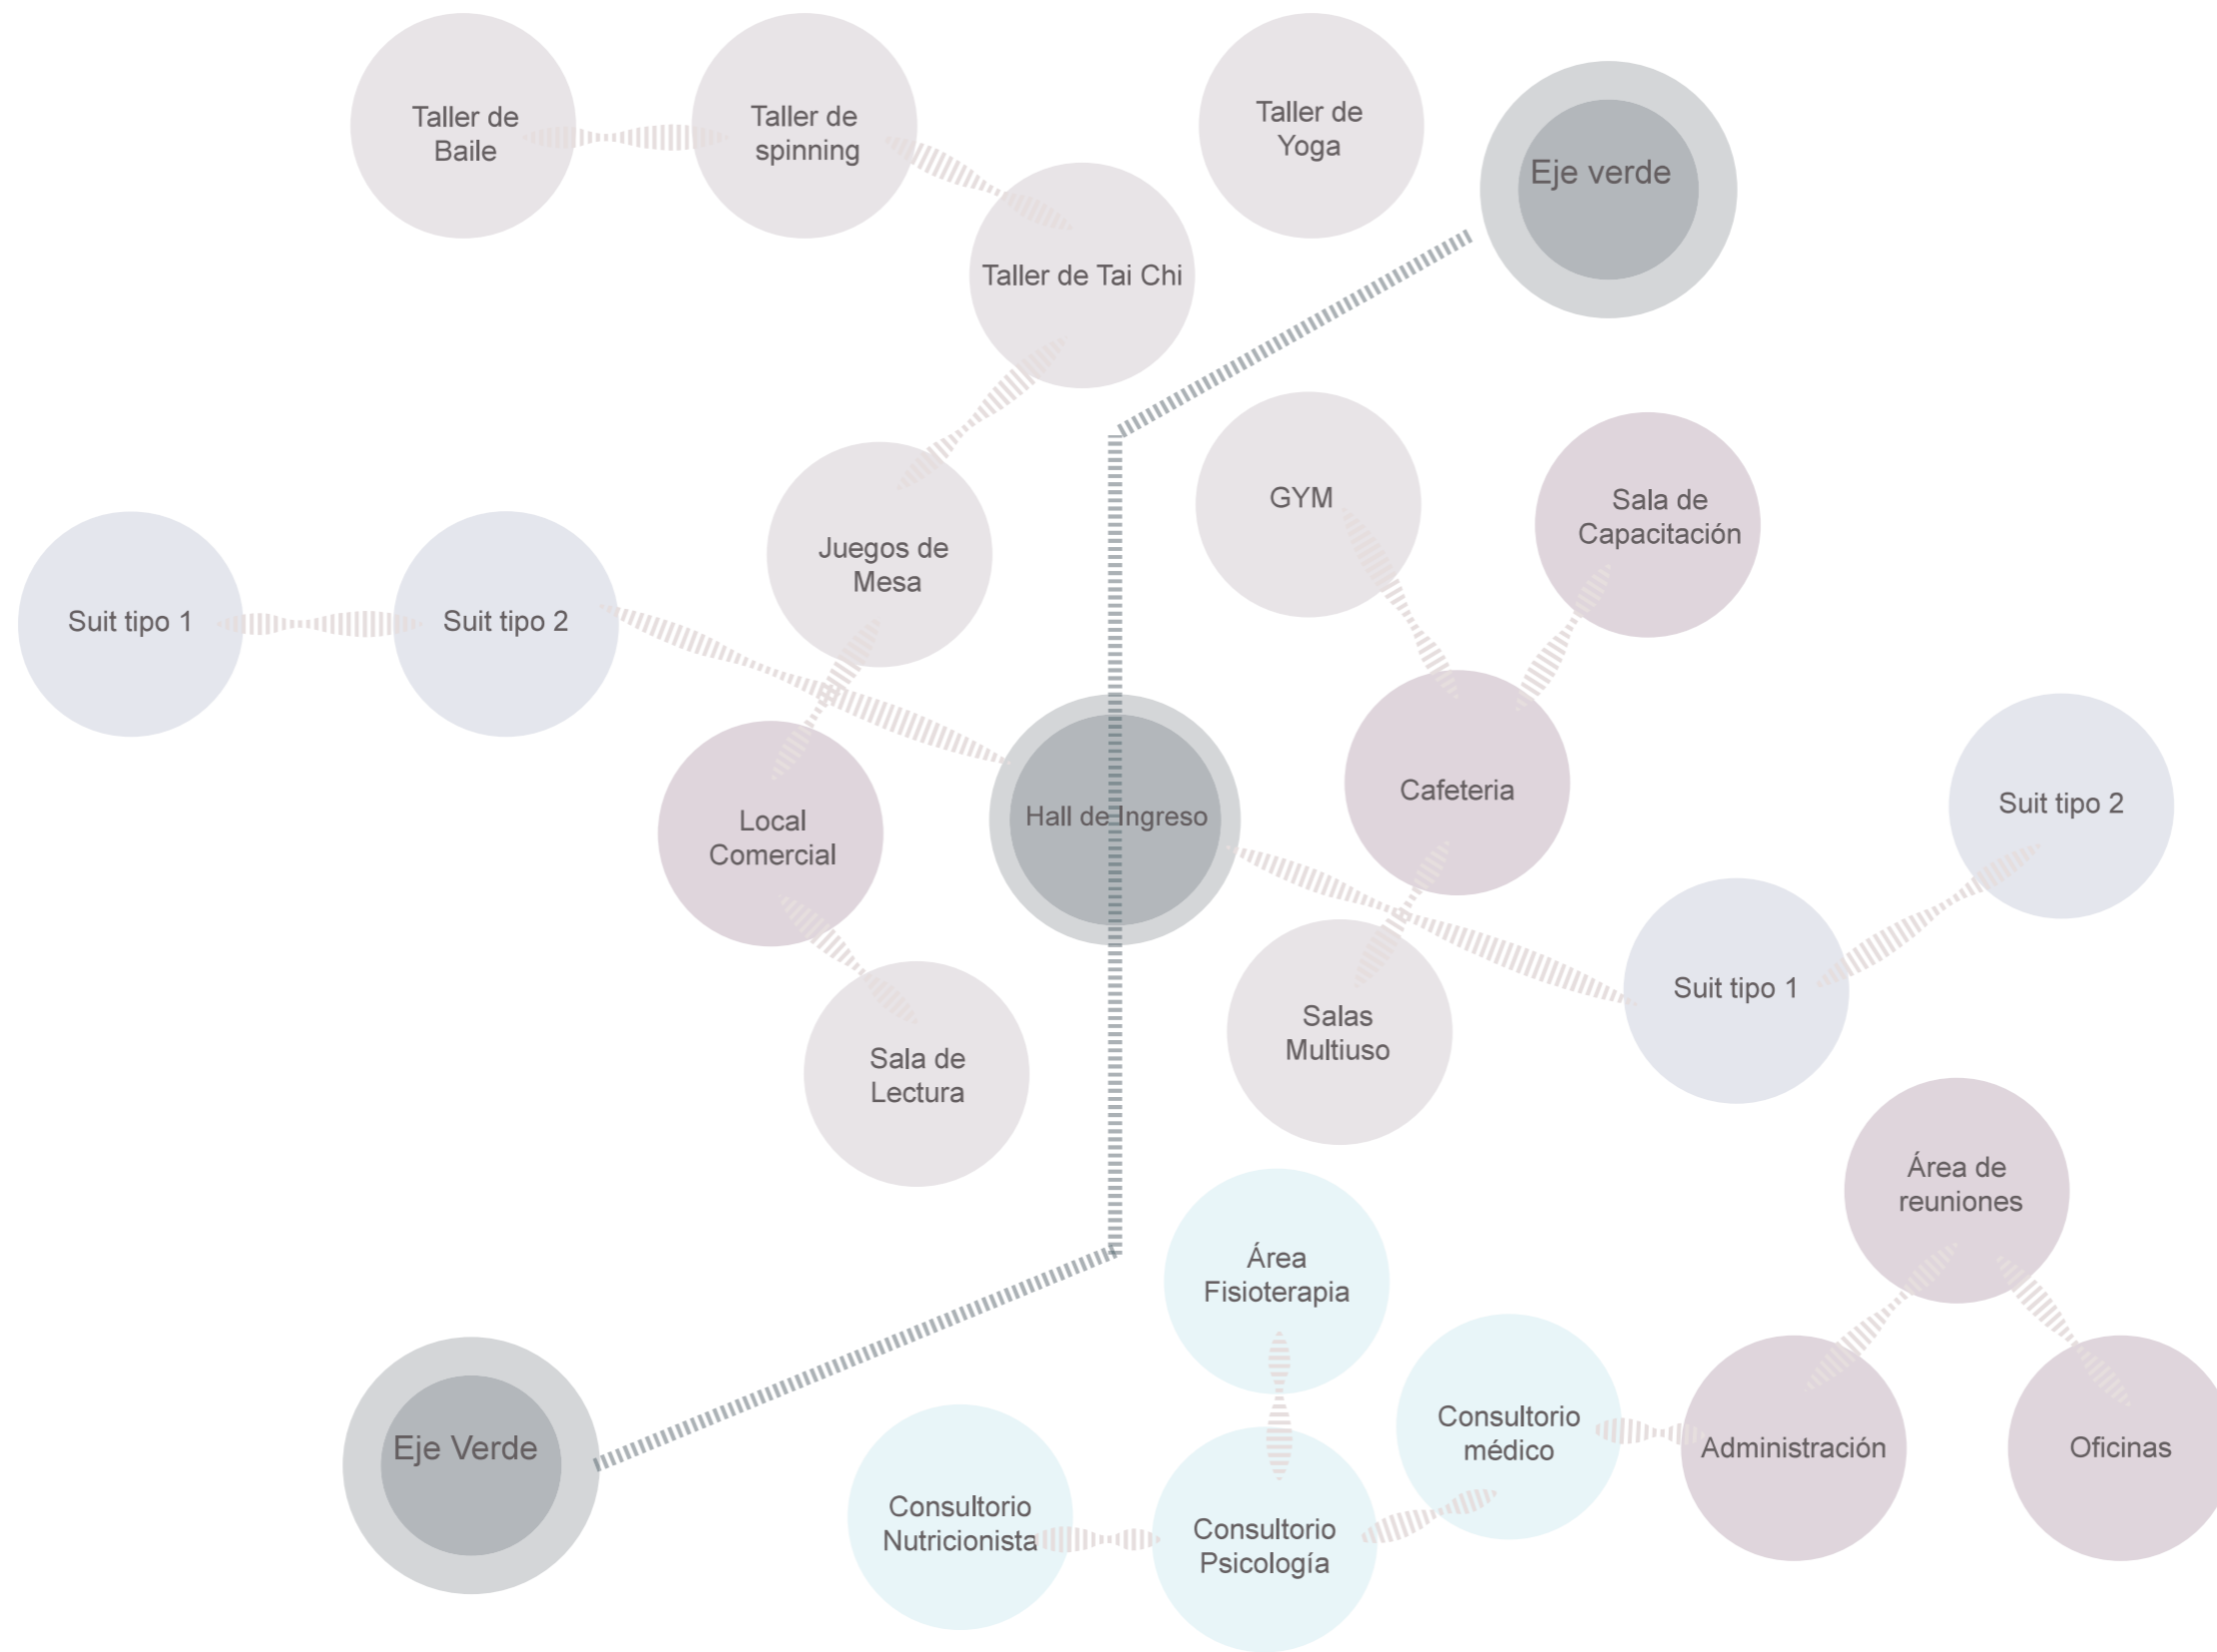 Taller de
Baile
Taller de
spinning
Taller de
Yoga
Eje verde
Taller de Tai Chi
GYM
Sala de
Capacitación
Juegos de
Mesa
Suit tipo 1
Suit tipo 2
Cafeteria
Suit tipo 2
Local
Comercial
Hall de Ingreso
Suit tipo 1
Salas
Multiuso
Sala de
Lectura
Área de
reuniones
Área
Fisioterapia
Consultorio
médico
Administración
Oficinas
Eje Verde
Consultorio
Nutricionista
Consultorio
Psicología